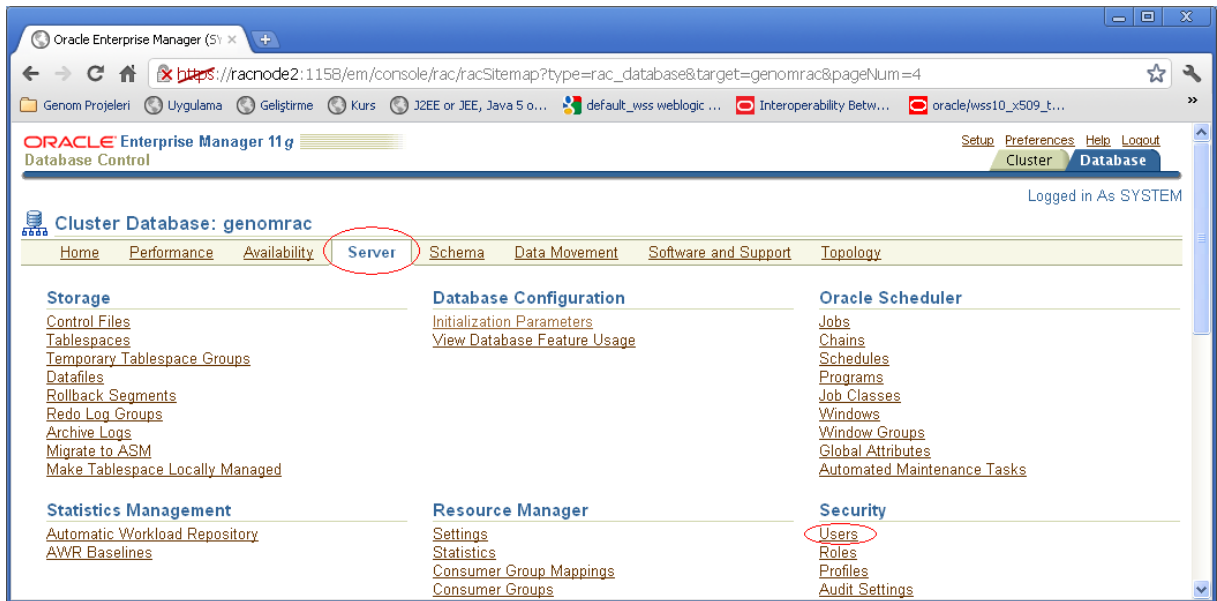 Oracle Enterprise Manager (SY
https://racnode2:1158/em/console/rac/racSitemap?type=rac_database&target=genomrac&pageNum=4
Genom Projeleri Uygulama Geliştirme Kurs J2EE or JEE, Java 5 o... default_wss weblogic ... Interoperability Betw... oracle/wss10_x509_t... »
ORACLE Enterprise Manager 11g
Setup Preferences Help Logout
Database Control
Cluster Database
Logged in As SYSTEM
Cluster Database: genomrac
Home Performance Availability Server Schema Data Movement Software and Support Topology
Storage
Control Files
Tablespaces
Temporary Tablespace Groups
Datafiles
Rollback Segments
Redo Log Groups
Archive Logs
Migrate to ASM
Make Tablespace Locally Managed
Database Configuration
Initialization Parameters
View Database Feature Usage
Oracle Scheduler
Jobs
Chains
Schedules
Programs
Job Classes
Windows
Window Groups
Global Attributes
Automated Maintenance Tasks
Statistics Management
Automatic Workload Repository
AWR Baselines
Resource Manager
Settings
Statistics
Consumer Group Mappings
Consumer Groups
Security
Users
Roles
Profiles
Audit Settings